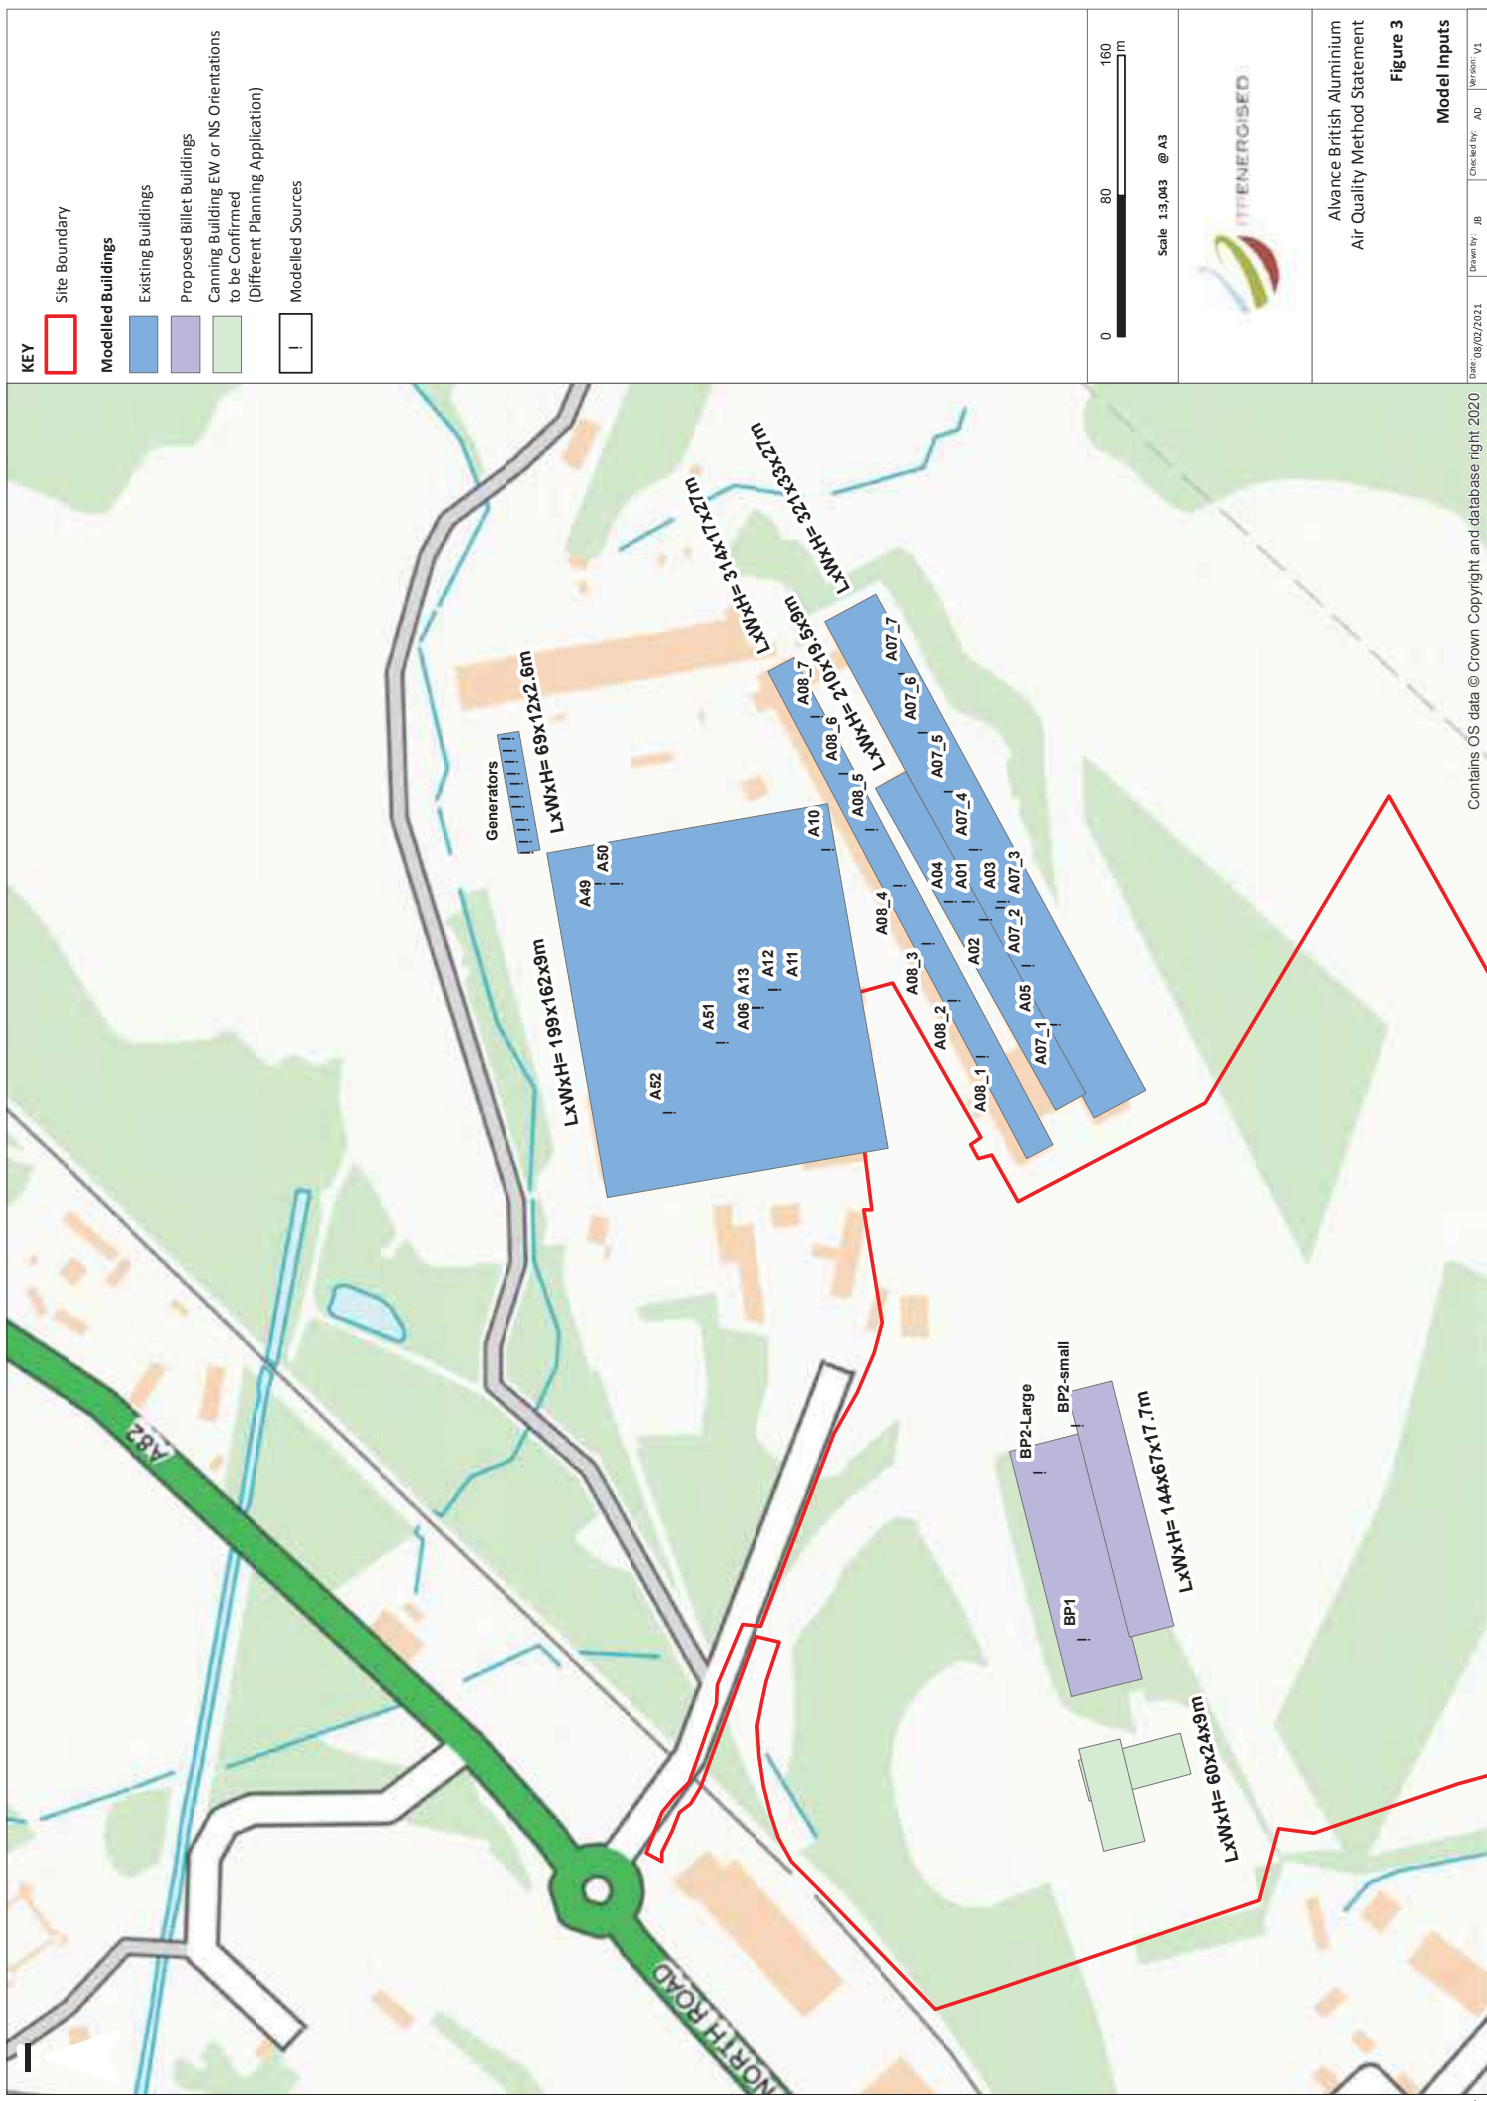 KEY
Site Boundary
Modelled Buildings
Existing Buildings
Proposed Billet Buildings
Canning Building EW or NS Orientations
to be Confirmed
(Different Planning Application)
Modelled Sources
0 80 160
m
Scale 1:3,043 @ A3
ITPENERGISED
Alvance British Aluminium
Air Quality Method Statement
Figure 3
Model Inputs
Date: 08/02/2021
Drawn by: JB
Checked by: AD
Version: V1
Contains OS data © Crown Copyright and database right 2020
A82
NORTH ROAD
Generators
LxWxH= 69x12x2.6m
LxWxH= 199x162x9m
A49
A50
A10
A51
A06
A13
A12
A11
A52
LxWxH= 314x17x27m
LxWxH= 321x33x27m
LxWxH= 210x19.5x9m
A08_7
A08_6
A08_5
A08_4
A08_3
A08_2
A08_1
A07_7
A07_6
A07_5
A07_4
A04
A01
A03
A07_3
A02
A07_2
A05
A07_1
BP2-Large
BP2-small
BP1
LxWxH= 144x67x17.7m
LxWxH= 60x24x9m